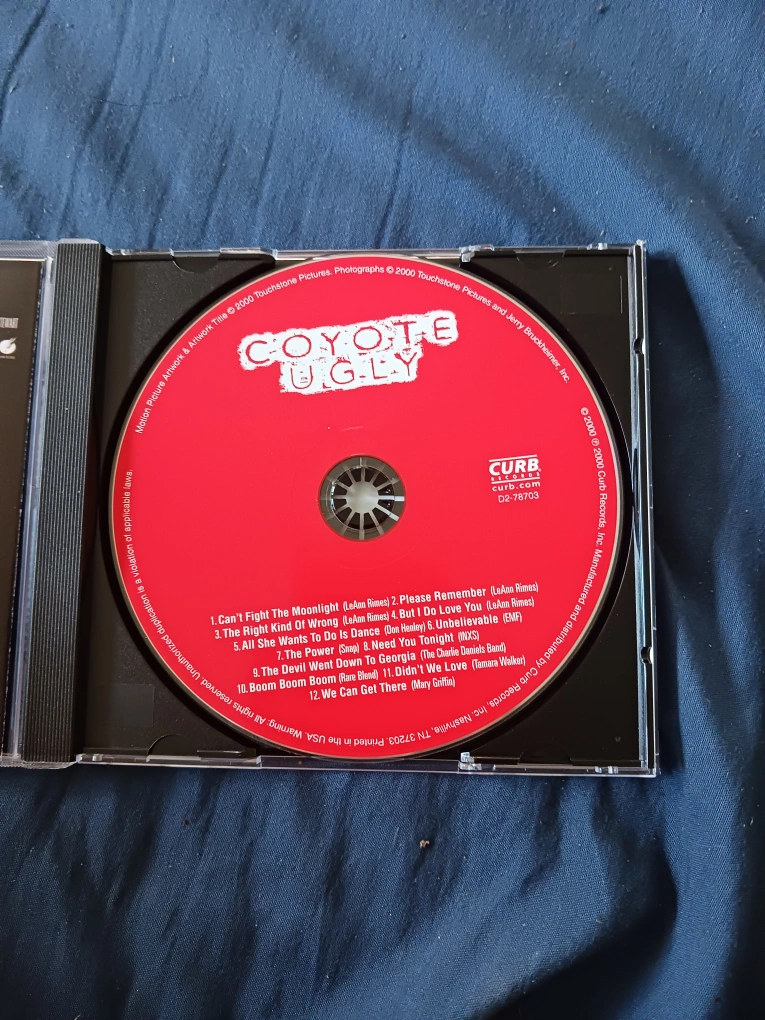 STEWART
Motion Picture Artwork & Artwork Title © 2000 Touchstone Pictures. Photographs © 2000 Touchstone Pictures and Jerry Bruckheimer, Inc.
COYOTE
UGLY
CURB
RECORDS
curb.com
D2-78703
1. Can't Fight The Moonlight (LeAnn Rimes) 2. Please Remember (LeAnn Rimes)
3. The Right Kind Of Wrong (LeAnn Rimes) 4. But I Do Love You (LeAnn Rimes)
5. All She Wants To Do Is Dance (Don Henley) 6. Unbelievable (EMF)
7. The Power (Snap) 8. Need You Tonight (INXS)
9. The Devil Went Down To Georgia (The Charlie Daniels Band)
10. Boom Boom Boom (Rare Blend) 11. Didn't We Love (Tamara Walker)
12. We Can Get There (Mary Griffin)
© 2000 ℗ 2000 Curb Records, Inc. Manufactured and distributed by Curb Records, Inc. Nashville, TN 37203. Printed in the USA. Warning: All rights reserved. Unauthorized duplication is a violation of applicable laws.